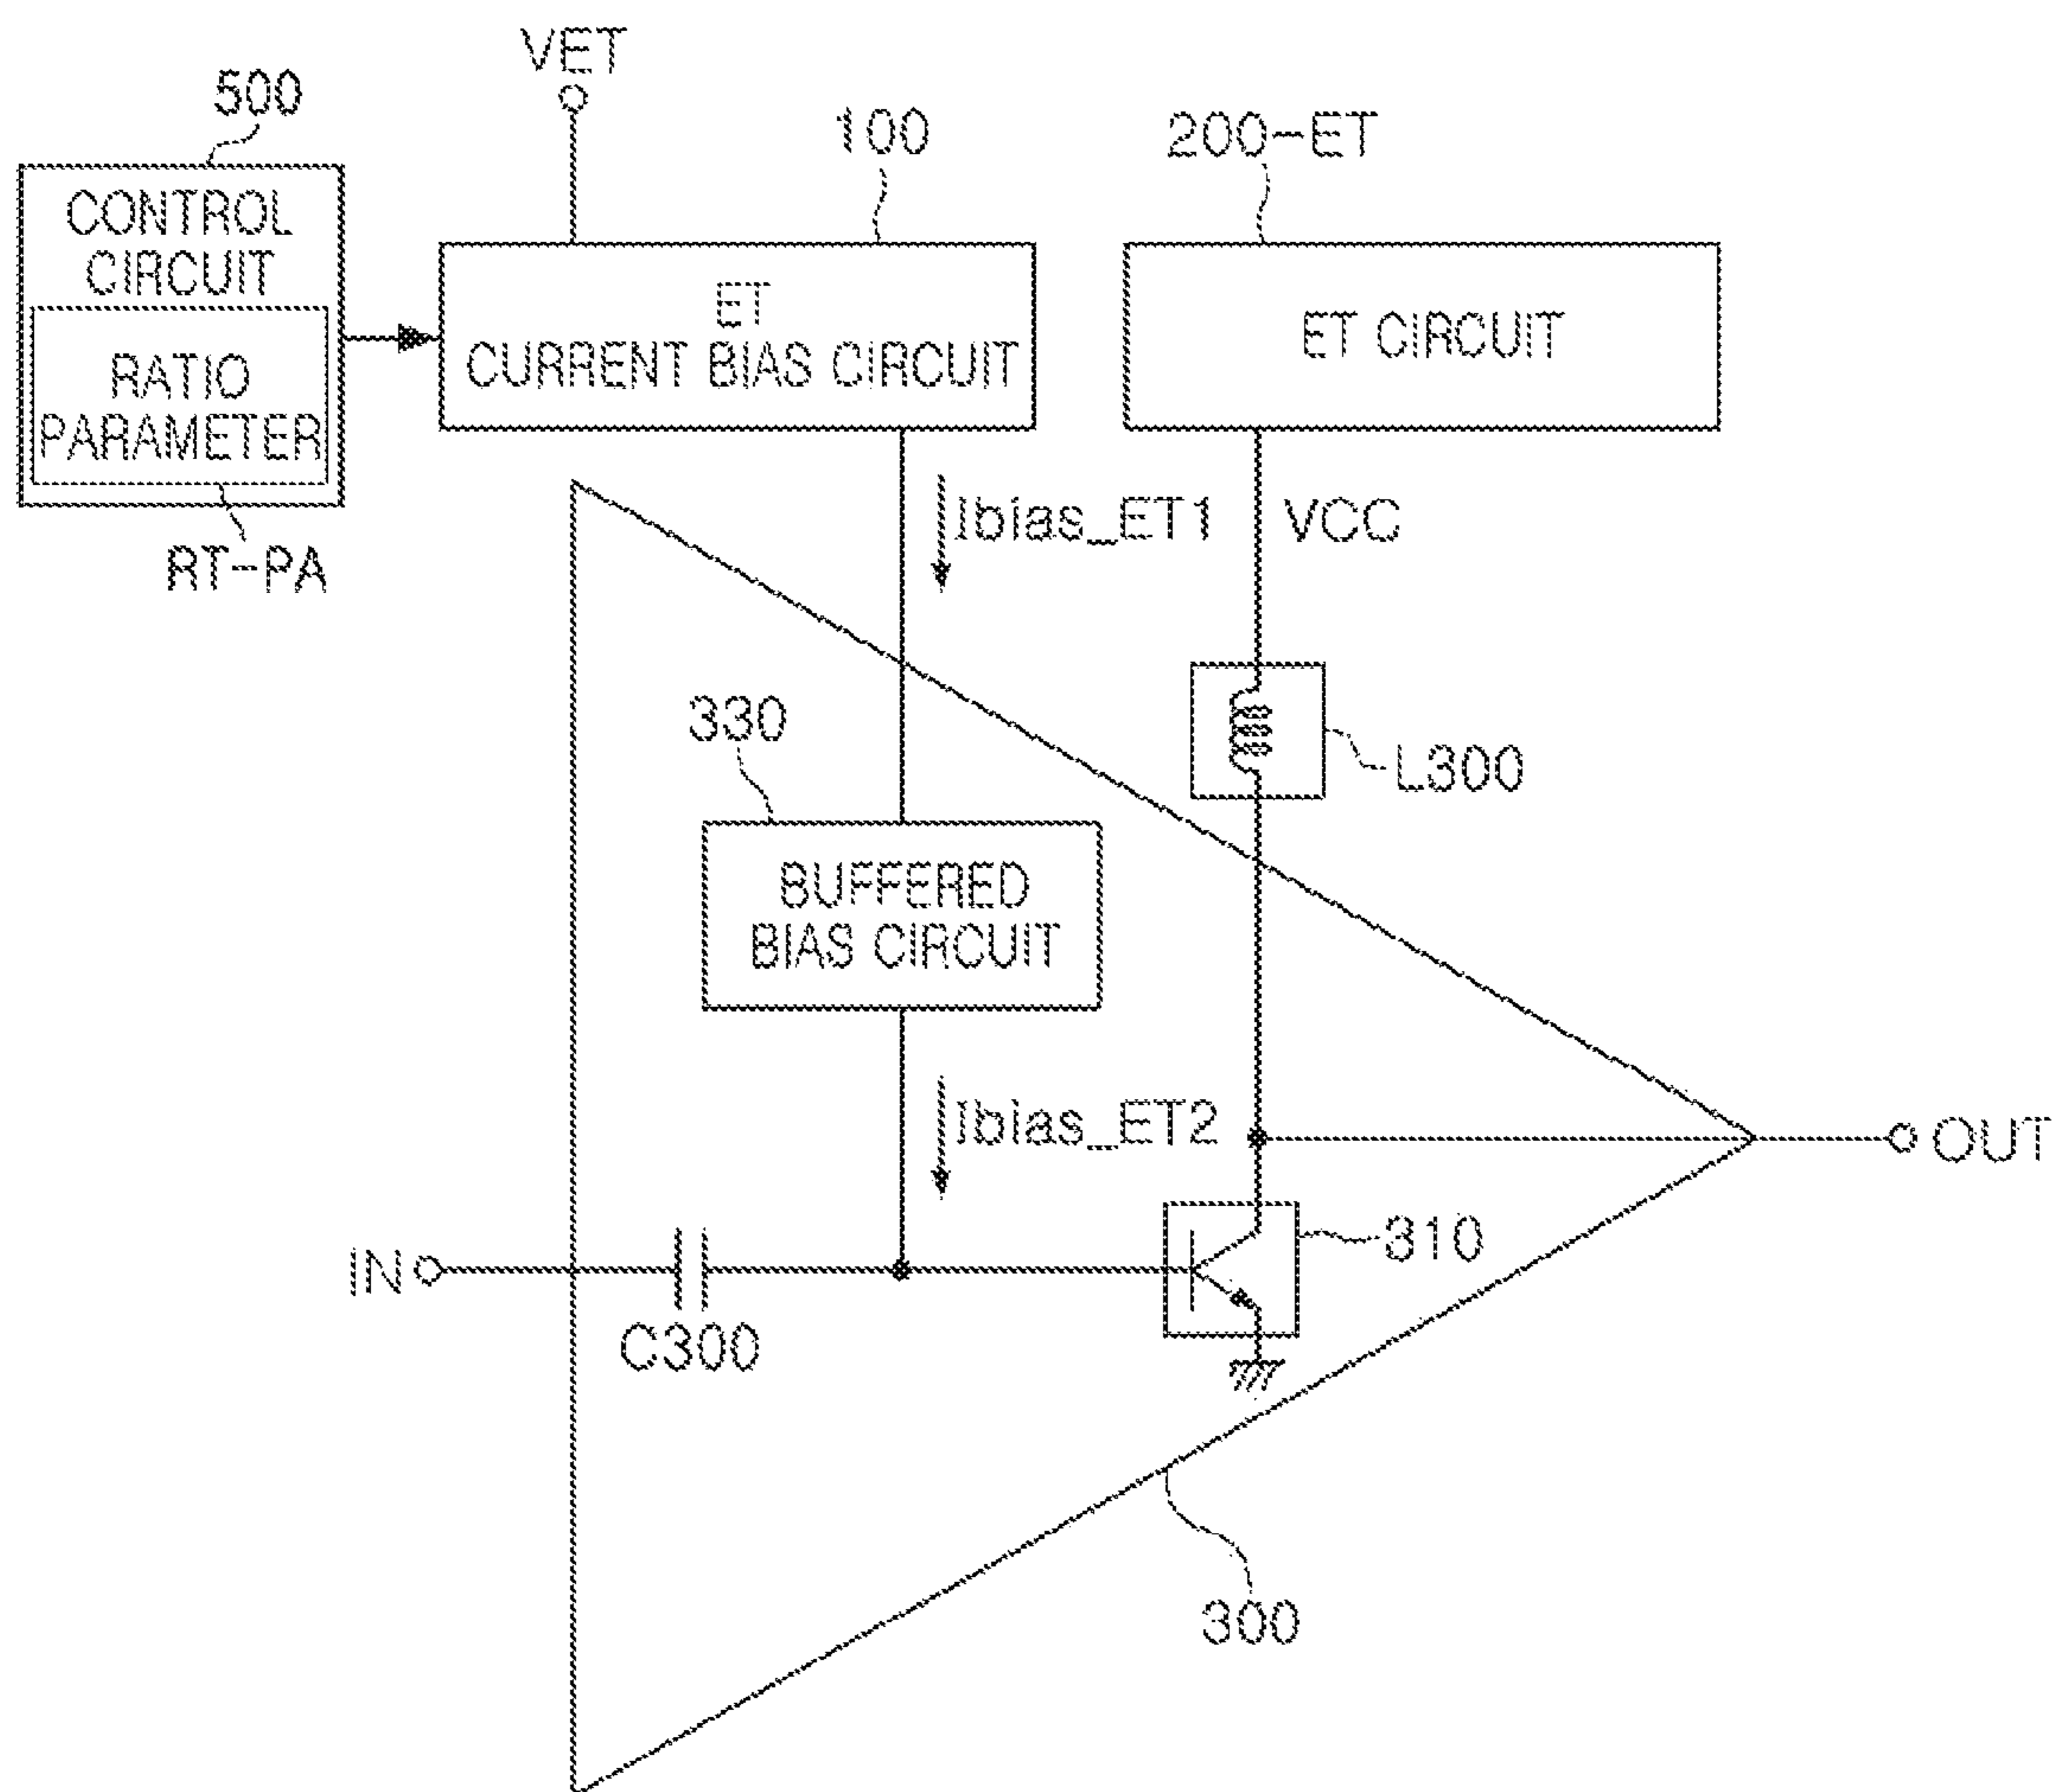 VET
500
100
200-ET
CONTROL
CIRCUIT
RATIO
PARAMETER
RT-PA
ET
CURRENT BIAS CIRCUIT
ET CIRCUIT
Ibias_ET1
VCC
330
L300
BUFFERED
BIAS CIRCUIT
Ibias_ET2
OUT
310
IN
C300
300